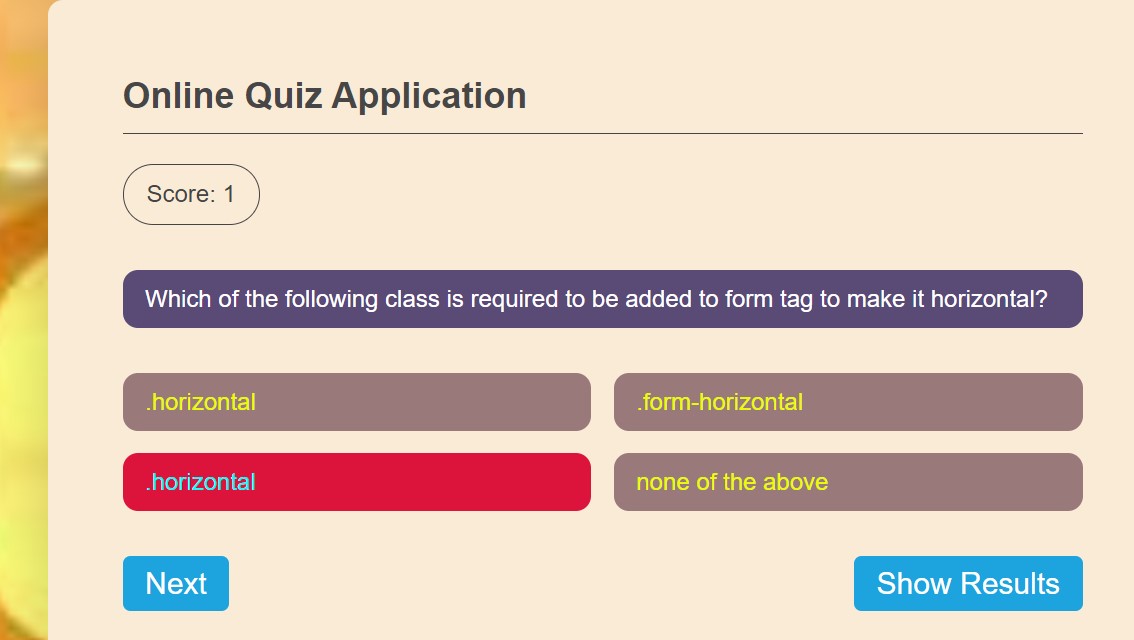 Online Quiz Application
Score: 1
Which of the following class is required to be added to form tag to make it horizontal?
.horizontal
.form-horizontal
.horizontal
none of the above
Next
Show Results